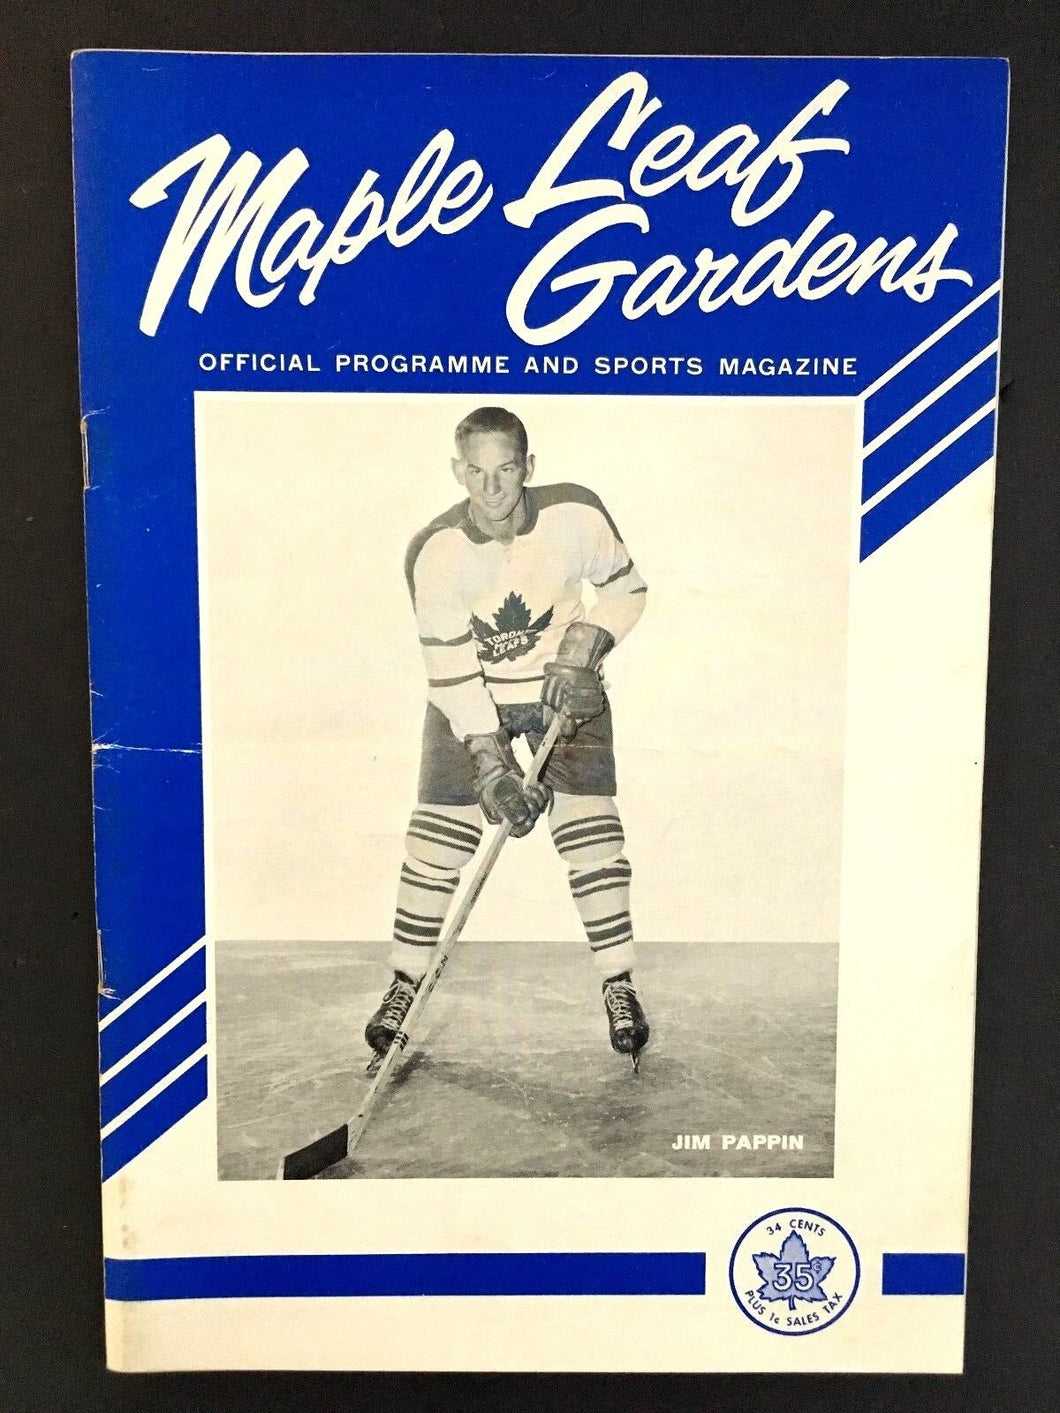 Maple Leaf
Gardens
OFFICIAL PROGRAMME AND SPORTS MAGAZINE
TORONTO
MAPLE
LEAFS
JIM PAPPIN
34 CENTS
35¢
PLUS 1¢ SALES TAX